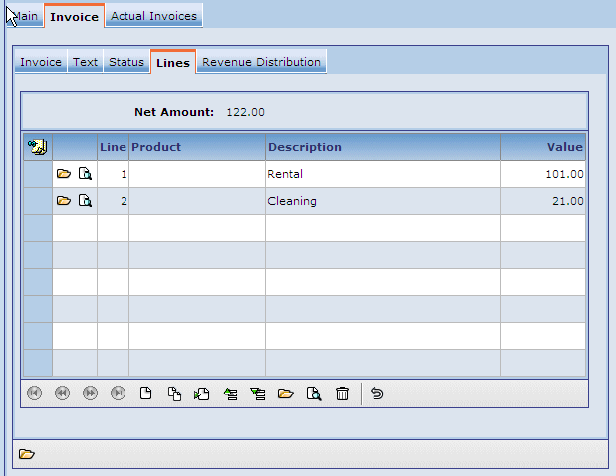 Main Invoice Actual Invoices
Invoice Text Status Lines Revenue Distribution
Net Amount: 122.00
Line Product Description Value
1 Rental 101.00
2 Cleaning 21.00